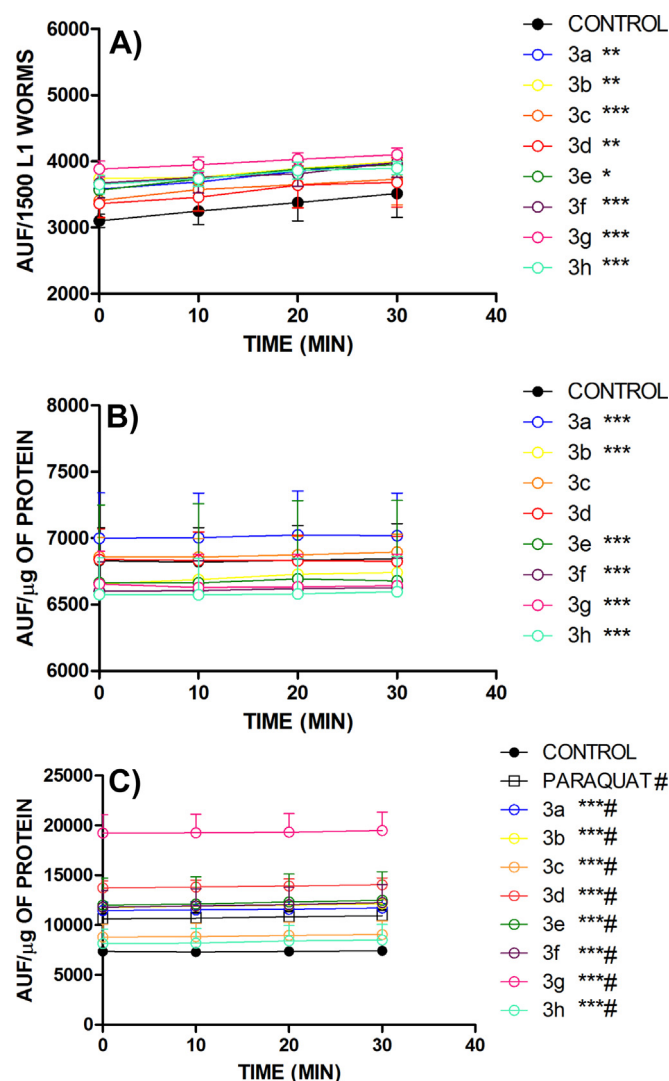 A)
6000
5000
4000
3000
2000
0 10 20 30 40
TIME (MIN)
AUF/1500 L1 WORMS
CONTROL
3a **
3b **
3c ***
3d **
3e *
3f ***
3g ***
3h ***
B)
8000
7500
7000
6500
6000
0 10 20 30 40
TIME (MIN)
AUF/µg OF PROTEIN
CONTROL
3a ***
3b ***
3c
3d
3e ***
3f ***
3g ***
3h ***
C)
25000
20000
15000
10000
5000
0
0 10 20 30 40
TIME (MIN)
AUF/µg OF PROTEIN
CONTROL
PARAQUAT #
3a ***#
3b ***#
3c ***#
3d ***#
3e ***#
3f ***#
3g ***#
3h ***#